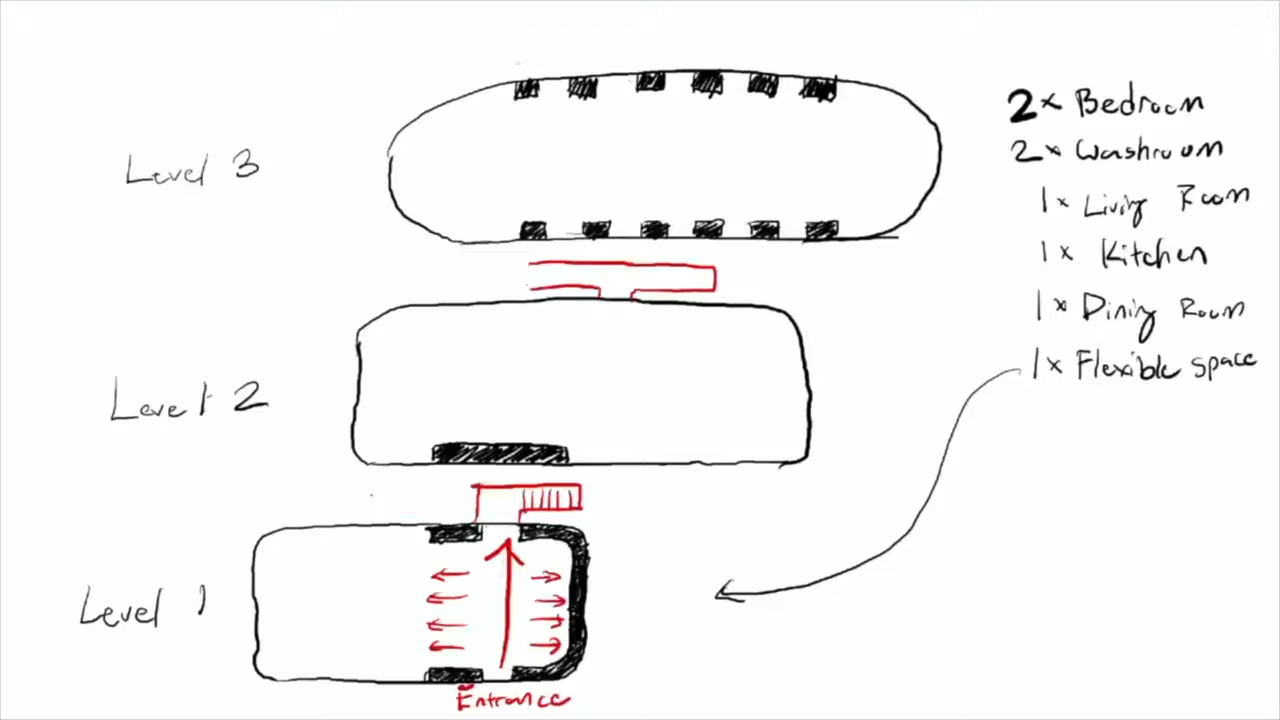 Level 3
Level 2
Level 1
Entrance
2x Bedroom
2x Washroom
1x Living Room
1x Kitchen
1x Dining Room
1x Flexible space